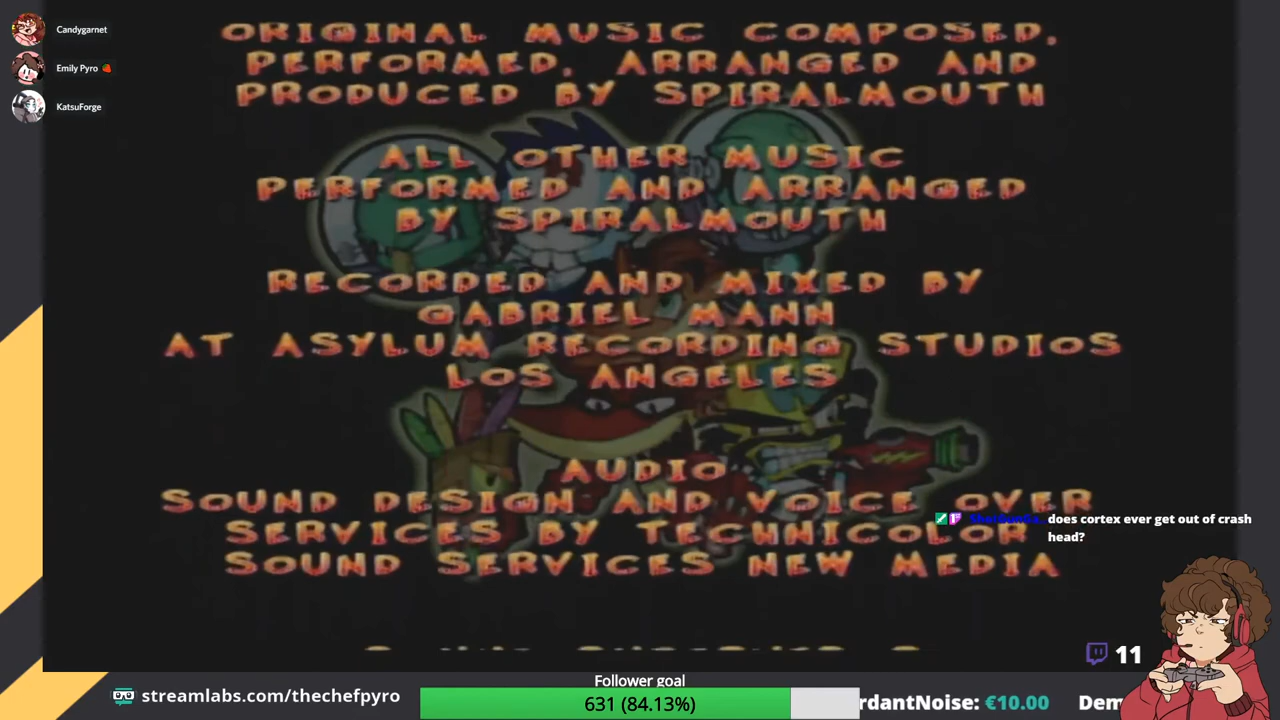 Candygarnet
Emily Pyro
KatsuForge
ORIGINAL MUSIC COMPOSED,
PERFORMED, ARRANGED AND
PRODUCED BY SPIRALMOUTH
ALL OTHER MUSIC
PERFORMED AND ARRANGED
BY SPIRALMOUTH
RECORDED AND MIXED BY
GABRIEL MANN
AT ASYLUM RECORDING STUDIOS
LOS ANGELES
AUDIO
SOUND DESIGN AND VOICE OVER
SERVICES BY TECHNICOLOR
SOUND SERVICES NEW MEDIA
does cortex ever get out of crash
head?
11
streamlabs.com/thechefpyro
Follower goal
631 (84.13%)
rdantNoise: €10.00
Dem